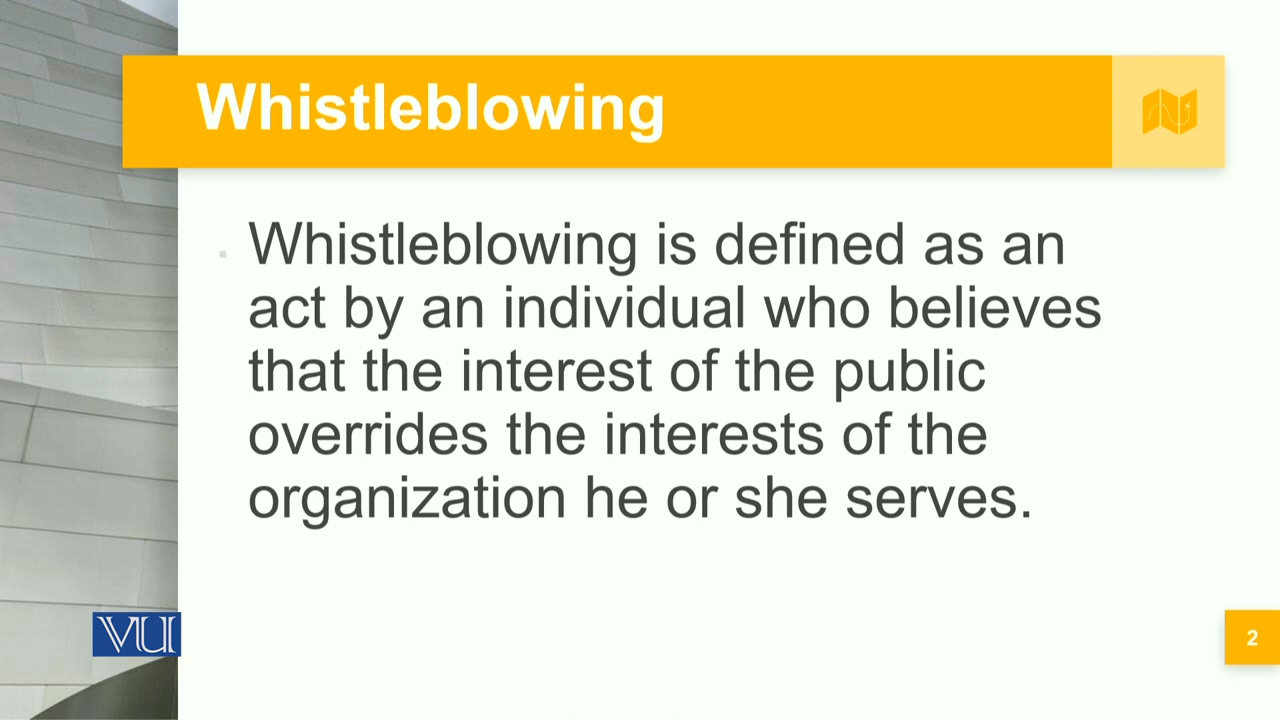 Whistleblowing
Whistleblowing is defined as an
act by an individual who believes
that the interest of the public
overrides the interests of the
organization he or she serves.
VU
2